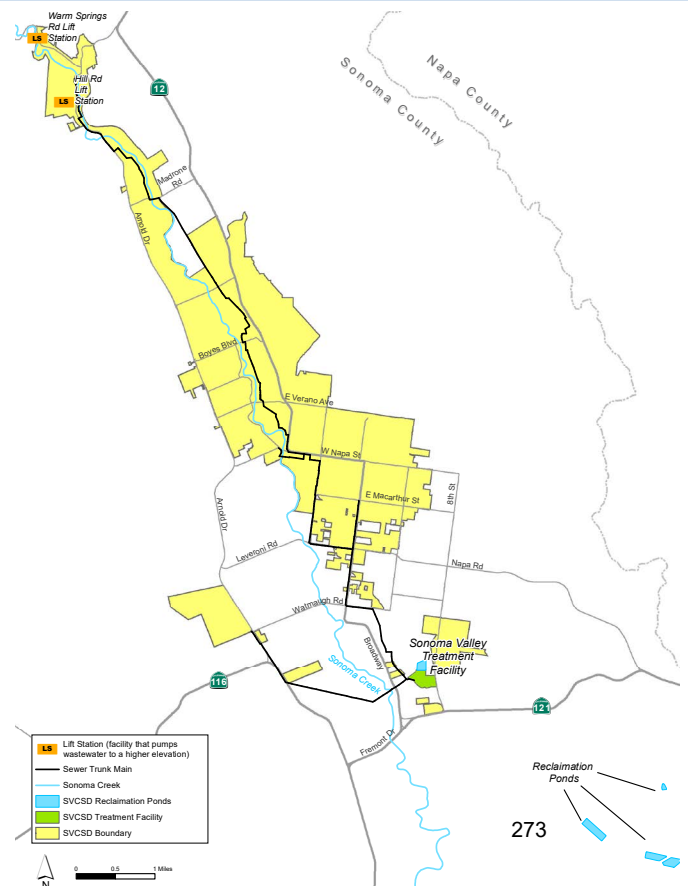 Warm Springs
Rd Lift
Station
LS
Hill Rd
Lift
Station
LS
12
Napa County
Sonoma County
Madrone
Rd
Arnold Dr
Boyes Blvd
E Verano Ave
W Napa St
E Macarthur St
8th St
Arnold Dr
Leveroni Rd
Napa Rd
Watmaugh Rd
Broadway
Sonoma Valley
Treatment
Facility
Sonoma Creek
116
121
Fremont Dr
Reclaimation
Ponds
273
LS
Lift Station (facility that pumps
wastewater to a higher elevation)
Sewer Trunk Main
Sonoma Creek
SVCSD Reclaimation Ponds
SVCSD Treatment Facility
SVCSD Boundary
N
0 0.5 1 Miles